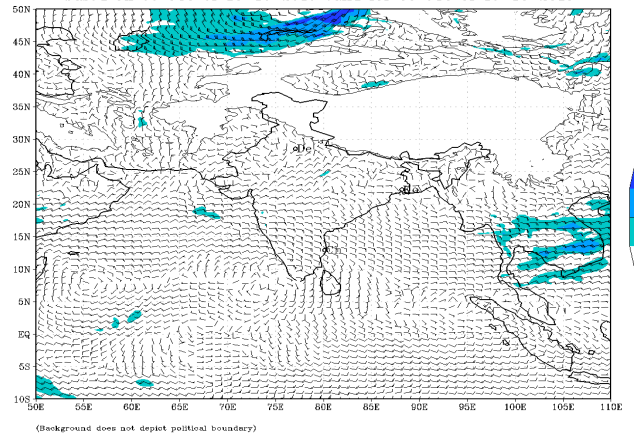 50N
45N
40N
35N
30N
25N
20N
15N
10N
5N
EQ
5S
10S
50E 55E 60E 65E 70E 75E 80E 85E 90E 95E 100E 105E 110E
(Background does not depict political boundary)